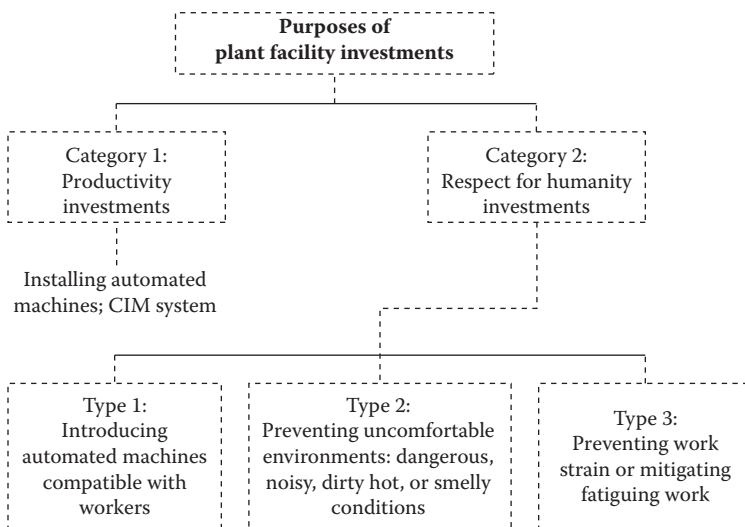 Purposes of
plant facility investments
Category 1:
Productivity
investments
Category 2:
Respect for humanity
investments
Installing automated
machines; CIM system
Type 1:
Introducing
automated machines
compatible with
workers
Type 2:
Preventing uncomfortable
environments: dangerous,
noisy, dirty hot, or smelly
conditions
Type 3:
Preventing work
strain or mitigating
fatiguing work